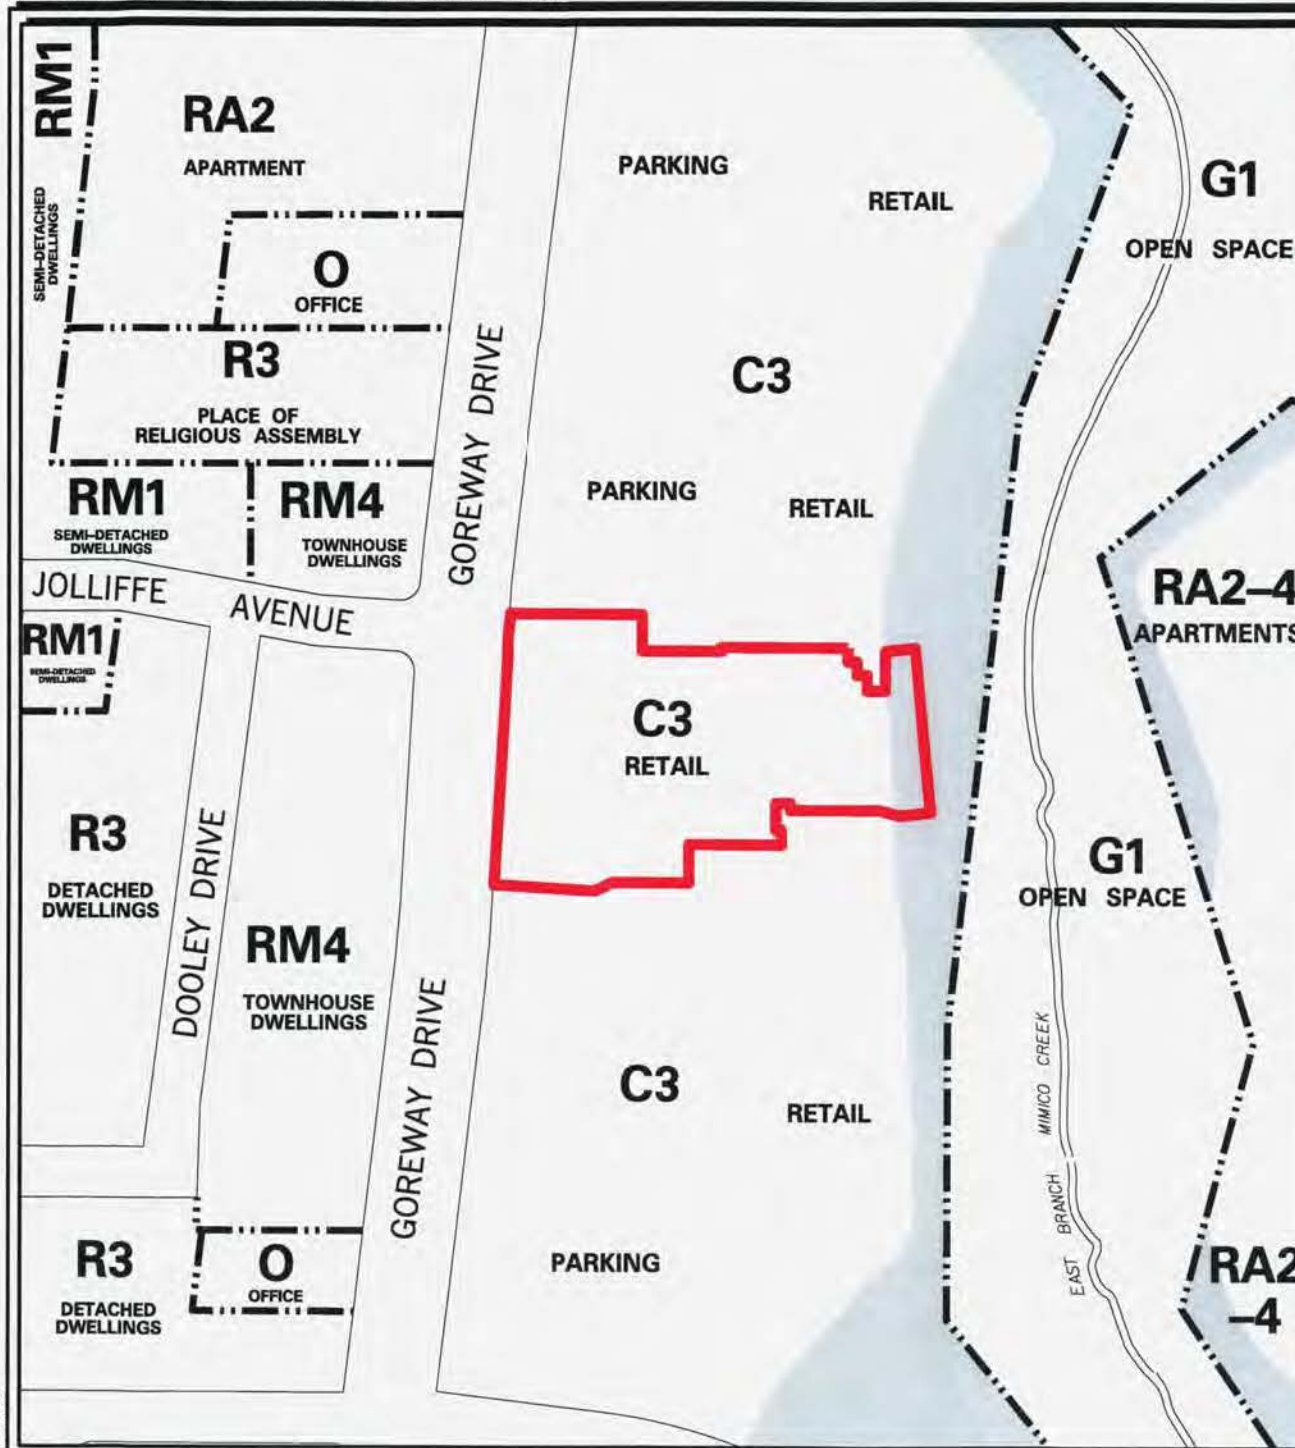 RM1
SEMI-DETACHED
DWELLINGS
RA2
APARTMENT
PARKING
RETAIL
G1
OPEN SPACE
O
OFFICE
R3
PLACE OF
RELIGIOUS ASSEMBLY
GOREWAY DRIVE
C3
RM1
SEMI-DETACHED
DWELLINGS
RM4
TOWNHOUSE
DWELLINGS
PARKING
RETAIL
JOLLIFFE AVENUE
RA2-4
APARTMENTS
RM1
SEMI-DETACHED
DWELLINGS
C3
RETAIL
R3
DETACHED
DWELLINGS
DOOLEY DRIVE
RM4
TOWNHOUSE
DWELLINGS
G1
OPEN SPACE
GOREWAY DRIVE
C3
RETAIL
EAST BRANCH MIMICO CREEK
R3
DETACHED
DWELLINGS
O
OFFICE
PARKING
RA2
-4